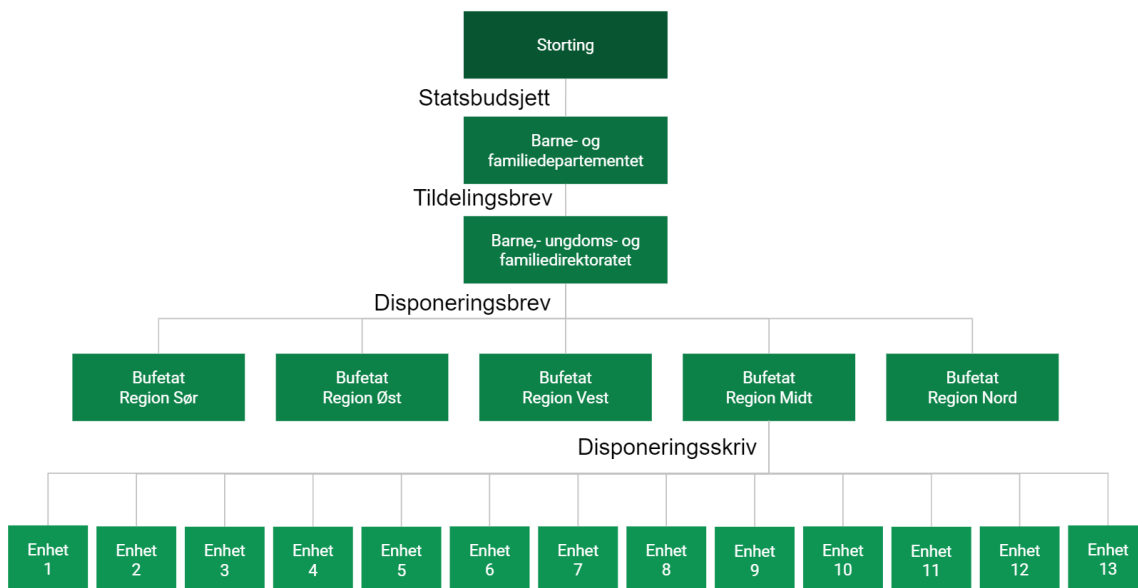 Storting
Statsbudsjett
Barne- og
familiedepartementet
Tildelingsbrev
Barne,- ungdoms- og
familiedirektoratet
Disponeringsbrev
Bufetat
Region Sør
Bufetat
Region Øst
Bufetat
Region Vest
Bufetat
Region Midt
Bufetat
Region Nord
Disponeringsskriv
Enhet
1
Enhet
2
Enhet
3
Enhet
4
Enhet
5
Enhet
6
Enhet
7
Enhet
8
Enhet
9
Enhet
10
Enhet
11
Enhet
12
Enhet
13